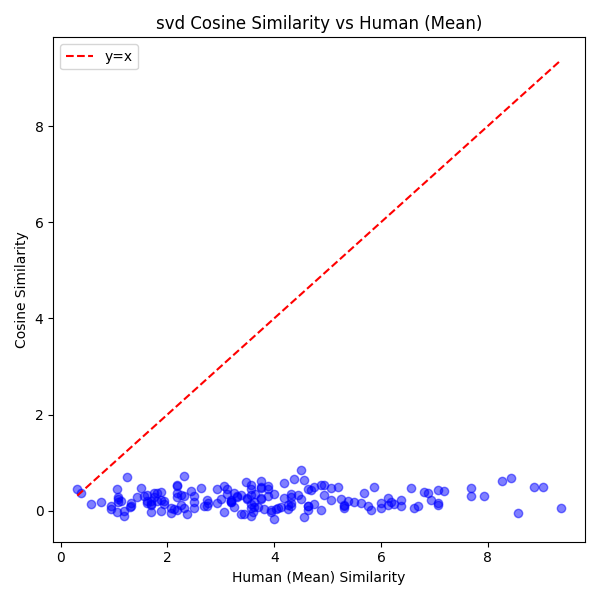 svd Cosine Similarity vs Human (Mean)
y=x
Cosine Similarity
8
6
4
2
0
0 2 4 6 8
Human (Mean) Similarity